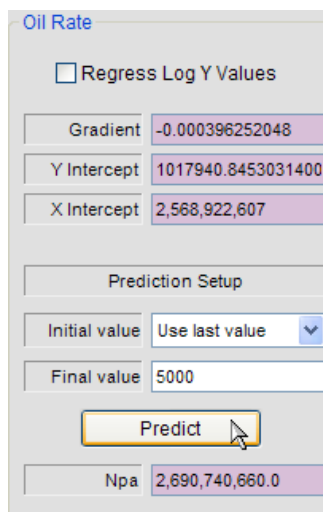 Oil Rate
Regress Log Y Values
Gradient -0.000396252048
Y Intercept 1017940.8453031400
X Intercept 2,568,922,607
Prediction Setup
Initial value Use last value
Final value 5000
Predict
Npa 2,690,740,660.0